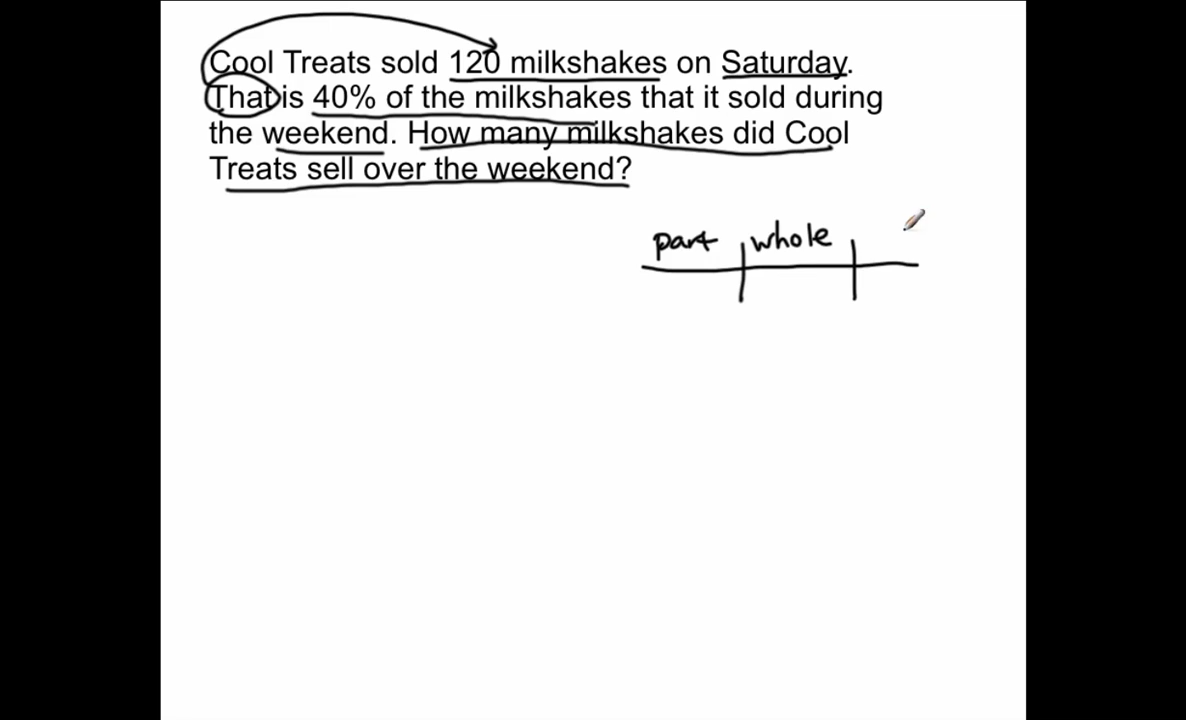 Cool Treats sold 120 milkshakes on Saturday.
That is 40% of the milkshakes that it sold during
the weekend. How many milkshakes did Cool
Treats sell over the weekend?
part whole